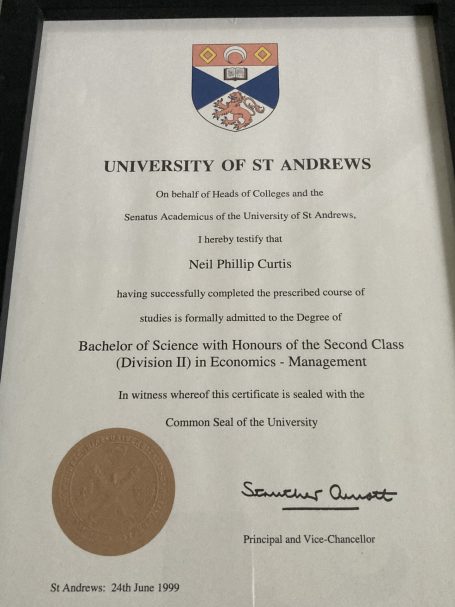 UNIVERSITY OF ST ANDREWS
On behalf of Heads of Colleges and the
Senatus Academicus of the University of St Andrews,
I hereby testify that
Neil Phillip Curtis
having successfully completed the prescribed course of
studies is formally admitted to the Degree of
Bachelor of Science with Honours of the Second Class
(Division II) in Economics - Management
In witness whereof this certificate is sealed with the
Common Seal of the University
Principal and Vice-Chancellor
St Andrews: 24th June 1999